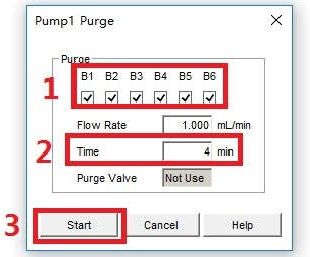 Pump1 Purge
Purge
1 B1 B2 B3 B4 B5 B6
Flow Rate 1.000 mL/min
2 Time 4 min
Purge Valve Not Use
3 Start Cancel Help